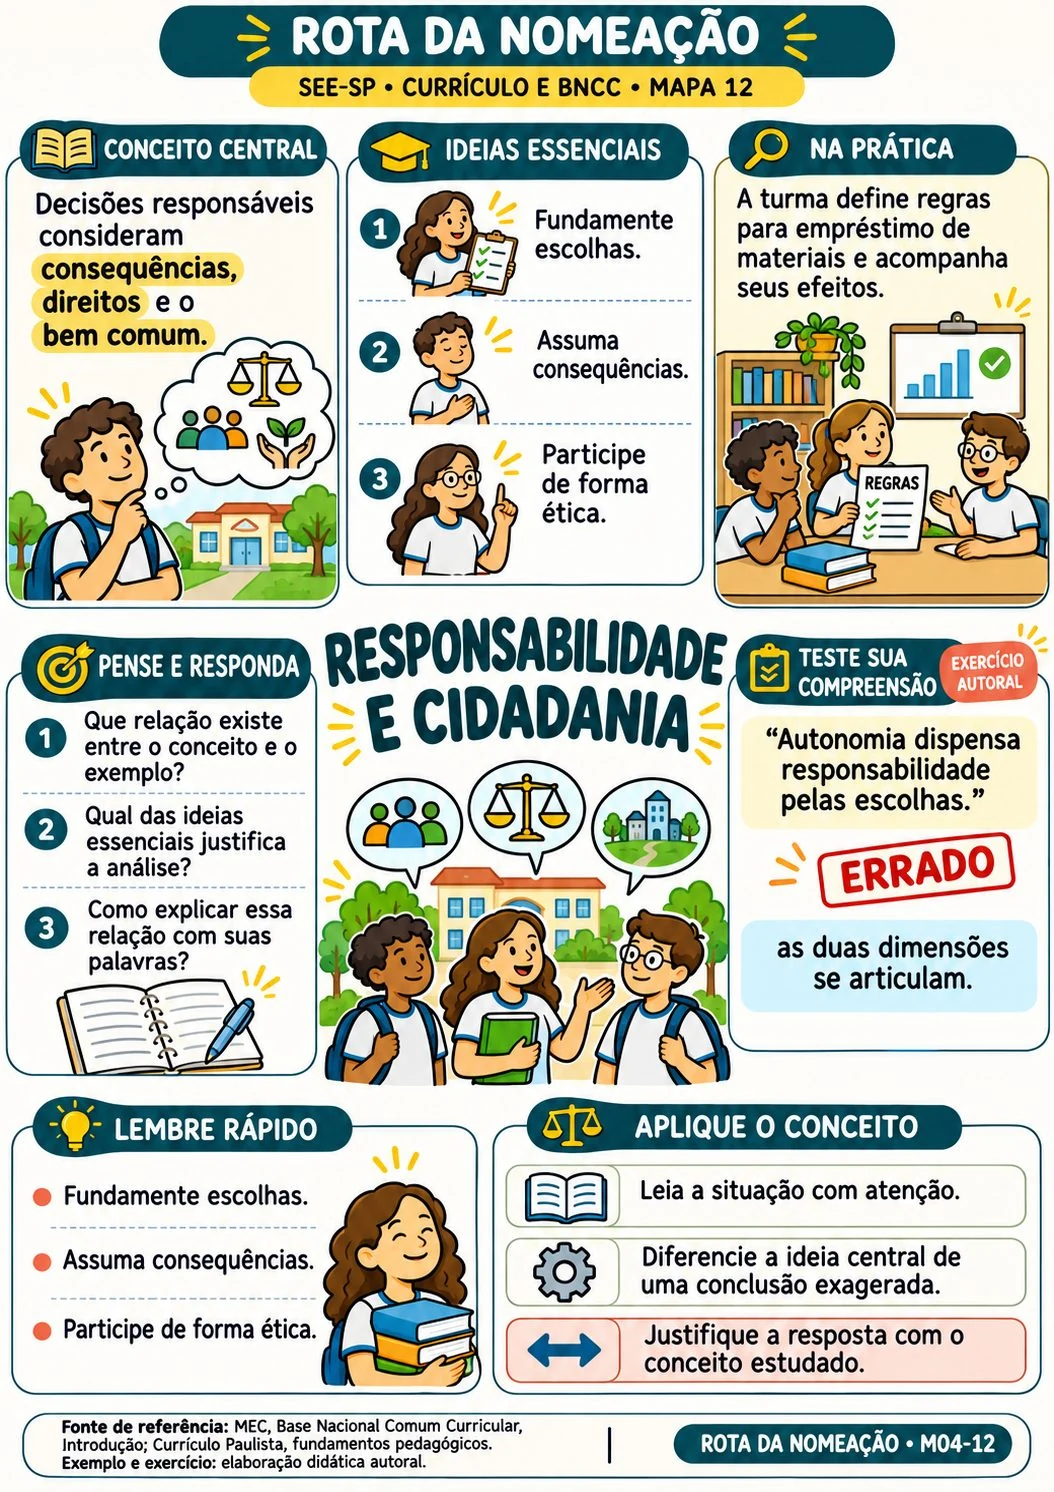 ROTA DA NOMEAÇÃO
SEE-SP • CURRÍCULO E BNCC • MAPA 12
CONCEITO CENTRAL
Decisões responsáveis
consideram
consequências,
direitos e o
bem comum.
IDEIAS ESSENCIAIS
1
Fundamente
escolhas.
2
Assuma
consequências.
3
Participe
de forma
ética.
NA PRÁTICA
A turma define regras
para empréstimo de
materiais e acompanha
seus efeitos.
REGRAS
RESPONSABILIDADE
E CIDADANIA
PENSE E RESPONDA
1
Que relação existe
entre o conceito e o
exemplo?
2
Qual das ideias
essenciais justifica
a análise?
3
Como explicar essa
relação com suas
palavras?
TESTE SUA
COMPREENSÃO
EXERCÍCIO
AUTORAL
“Autonomia dispensa
responsabilidade
pelas escolhas.”
ERRADO
as duas dimensões
se articulam.
LEMBRE RÁPIDO
Fundamente escolhas.
Assuma consequências.
Participe de forma ética.
APLIQUE O CONCEITO
Leia a situação com atenção.
Diferencie a ideia central de
uma conclusão exagerada.
Justifique a resposta com o
conceito estudado.
Fonte de referência: MEC, Base Nacional Comum Curricular,
Introdução; Currículo Paulista, fundamentos pedagógicos.
Exemplo e exercício: elaboração didática autoral.
ROTA DA NOMEAÇÃO • M04-12